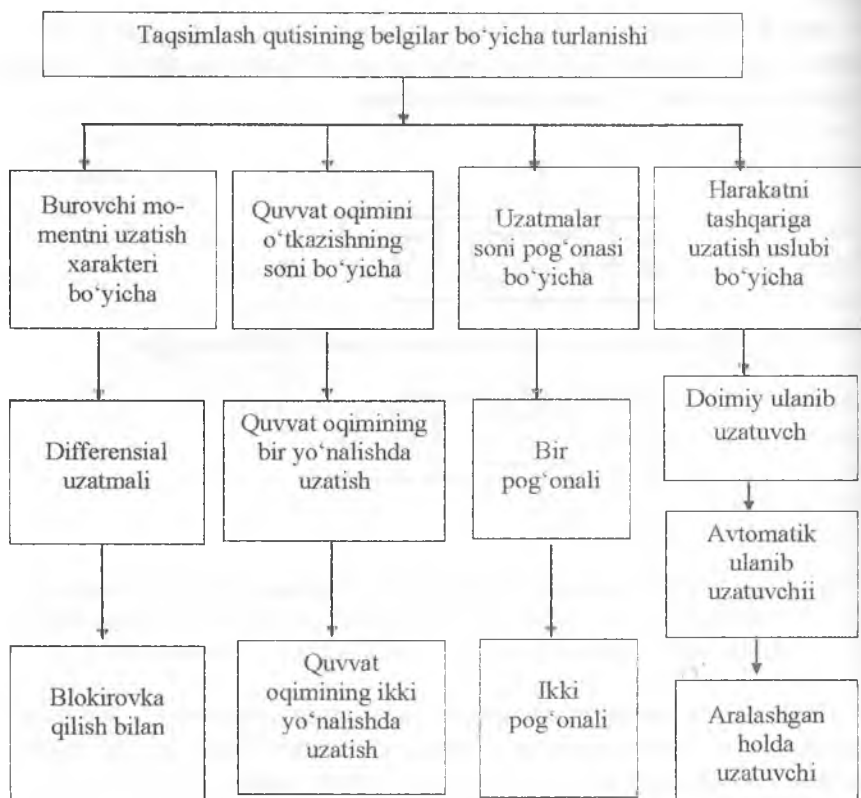 Taqsimlash qutisining belgilar bo‘yicha turlanishi
Burovchi mo-
mentni uzatish
xarakteri
bo‘yicha
Quvvat oqimini
o‘tkazishning
soni bo‘yicha
Uzatmalar
soni pog‘onasi
bo‘yicha
Harakatni
tashqariga
uzatish uslubi
bo‘yicha
Differensial
uzatmali
Quvvat oqimining
bir yo‘nalishda
uzatish
Bir
pog‘onali
Doimiy ulanib
uzatuvch
Avtomatik
ulanib
uzatuvchii
Blokirovka
qilish bilan
Quvvat
oqimining ikki
yo‘nalishda
uzatish
Ikki
pog‘onali
Aralashgan
holda
uzatuvchi